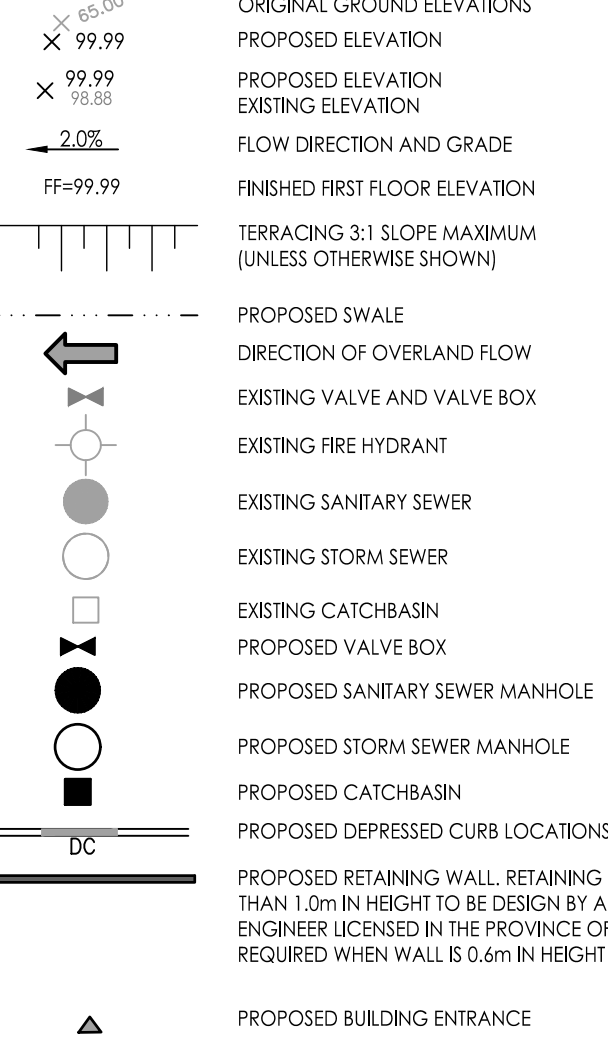 65.00 ORIGINAL GROUND ELEVATIONS
99.99 PROPOSED ELEVATION
99.99 PROPOSED ELEVATION
98.88 EXISTING ELEVATION
2.0% FLOW DIRECTION AND GRADE
FF=99.99 FINISHED FIRST FLOOR ELEVATION
TERRACING 3:1 SLOPE MAXIMUM
(UNLESS OTHERWISE SHOWN)
PROPOSED SWALE
DIRECTION OF OVERLAND FLOW
EXISTING VALVE AND VALVE BOX
EXISTING FIRE HYDRANT
EXISTING SANITARY SEWER
EXISTING STORM SEWER
EXISTING CATCHBASIN
PROPOSED VALVE BOX
PROPOSED SANITARY SEWER MANHOLE
PROPOSED STORM SEWER MANHOLE
PROPOSED CATCHBASIN
PROPOSED DEPRESSED CURB LOCATIONS
DC
PROPOSED RETAINING WALL. RETAINING
THAN 1.0m IN HEIGHT TO BE DESIGN BY A
ENGINEER LICENSED IN THE PROVINCE OF
REQUIRED WHEN WALL IS 0.6m IN HEIGHT
PROPOSED BUILDING ENTRANCE